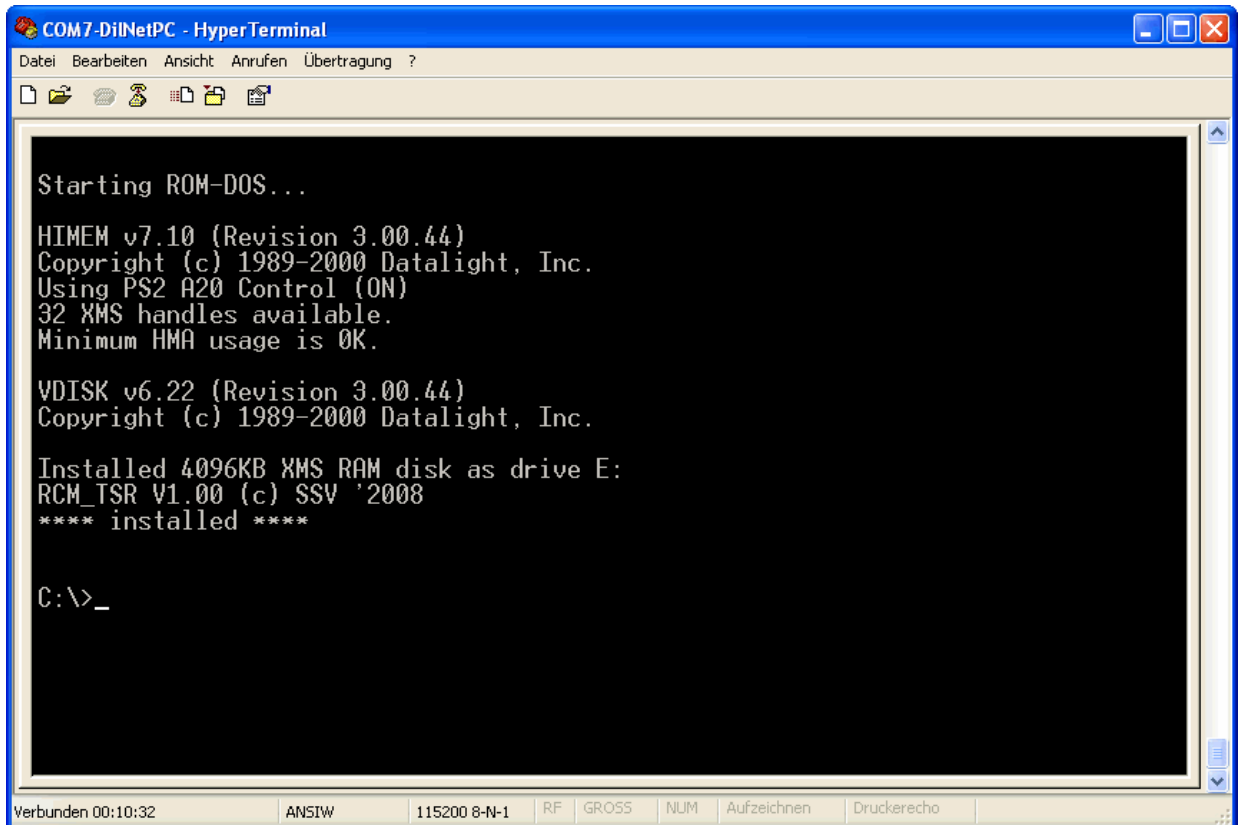 COM7-DilNetPC - HyperTerminal
Datei Bearbeiten Ansicht Anrufen Übertragung ?
Starting ROM-DOS...
HIMEM v7.10 (Revision 3.00.44)
Copyright (c) 1989-2000 Datalight, Inc.
Using PS2 A20 Control (ON)
32 XMS handles available.
Minimum HMA usage is 0K.
VDISK v6.22 (Revision 3.00.44)
Copyright (c) 1989-2000 Datalight, Inc.
Installed 4096KB XMS RAM disk as drive E:
RCM_TSR V1.00 (c) SSV '2008
**** installed ****
C:\>_
Verbunden 00:10:32 ANSIW 115200 8-N-1 RF GROSS NUM Aufzeichnen Druckerecho